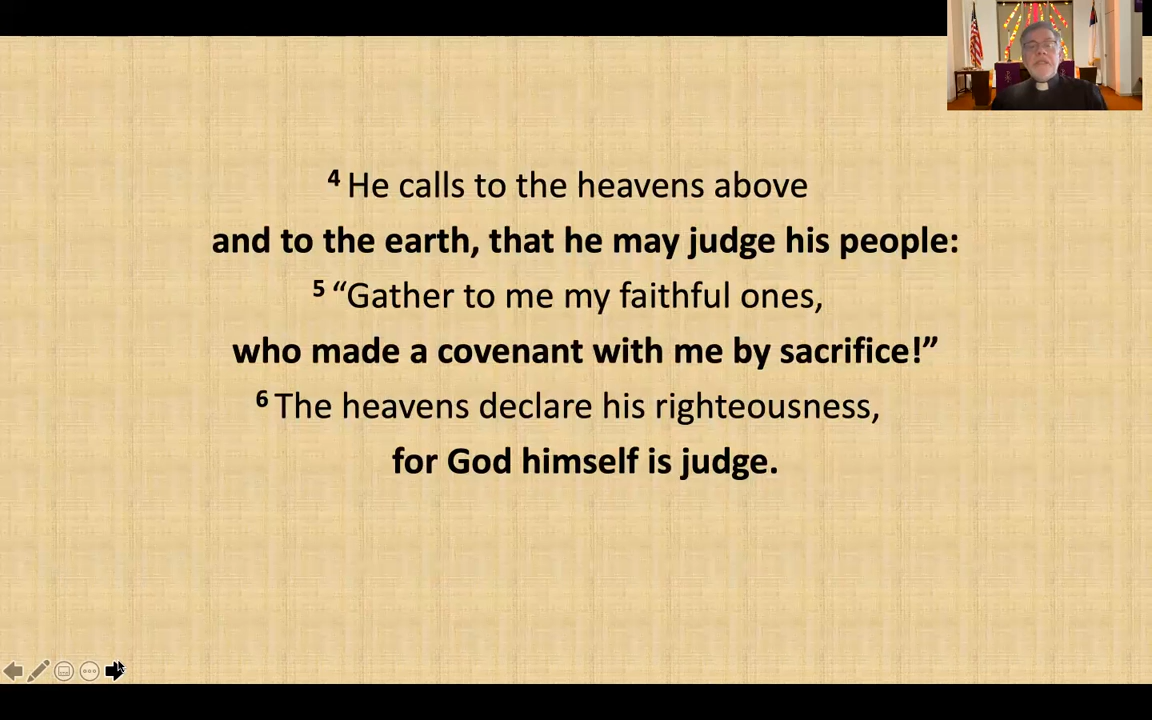 4 He calls to the heavens above
and to the earth, that he may judge his people:
5 “Gather to me my faithful ones,
who made a covenant with me by sacrifice!”
6 The heavens declare his righteousness,
for God himself is judge.